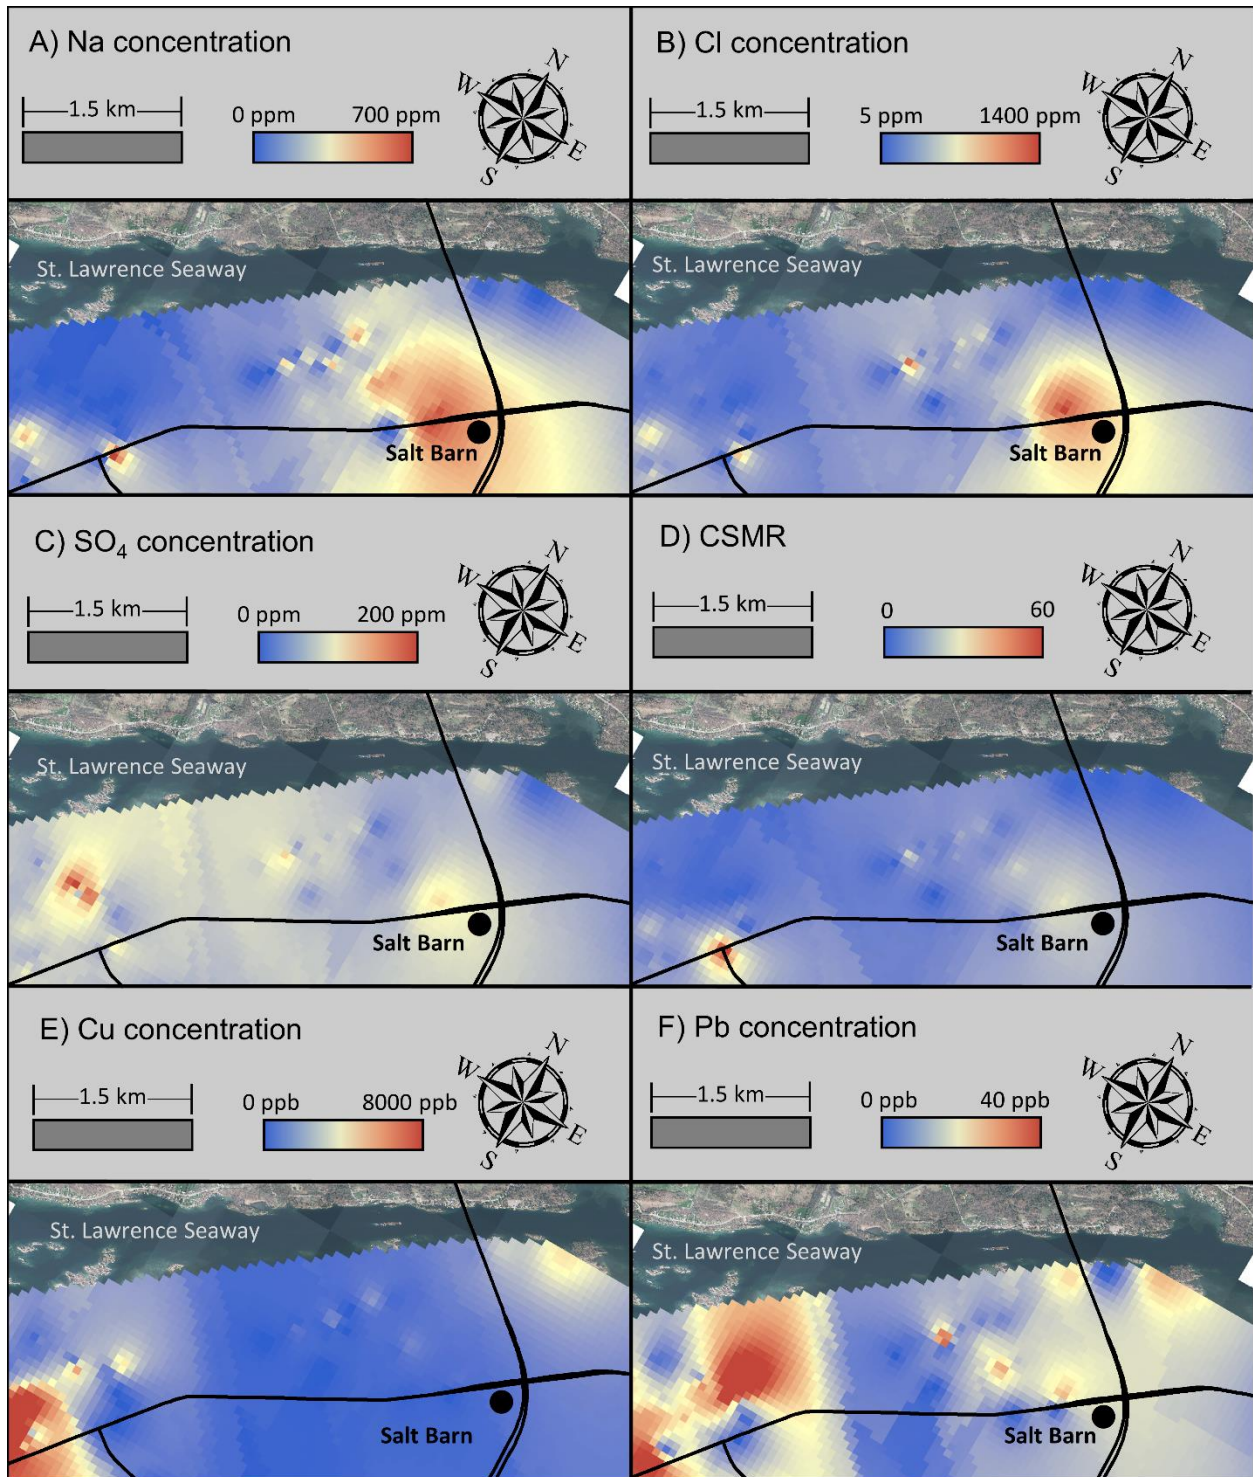 A) Na concentration
1.5 km
0 ppm 700 ppm
N
W
E
S
St. Lawrence Seaway
Salt Barn
B) Cl concentration
1.5 km
5 ppm 1400 ppm
N
W
E
S
St. Lawrence Seaway
Salt Barn
C) SO₄ concentration
1.5 km
0 ppm 200 ppm
N
W
E
S
St. Lawrence Seaway
Salt Barn
D) CSMR
1.5 km
0 60
N
W
E
S
St. Lawrence Seaway
Salt Barn
E) Cu concentration
1.5 km
0 ppb 8000 ppb
N
W
E
S
St. Lawrence Seaway
Salt Barn
F) Pb concentration
1.5 km
0 ppb 40 ppb
N
W
E
S
St. Lawrence Seaway
Salt Barn